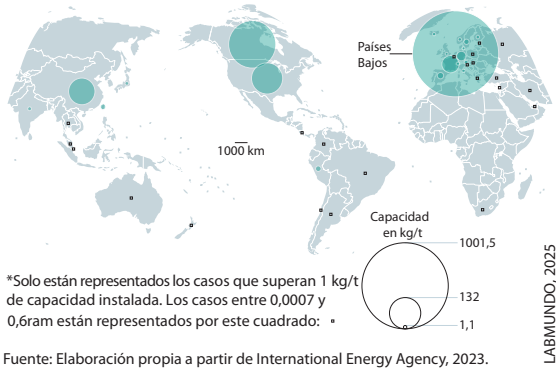 Países
Bajos
1000 km
Capacidad
en kg/t
1001,5
132
1,1
*Solo están representados los casos que superan 1 kg/t
de capacidad instalada. Los casos entre 0,0007 y
0,6ram están representados por este cuadrado:
Fuente: Elaboración propia a partir de International Energy Agency, 2023.
LABMUNDO, 2025